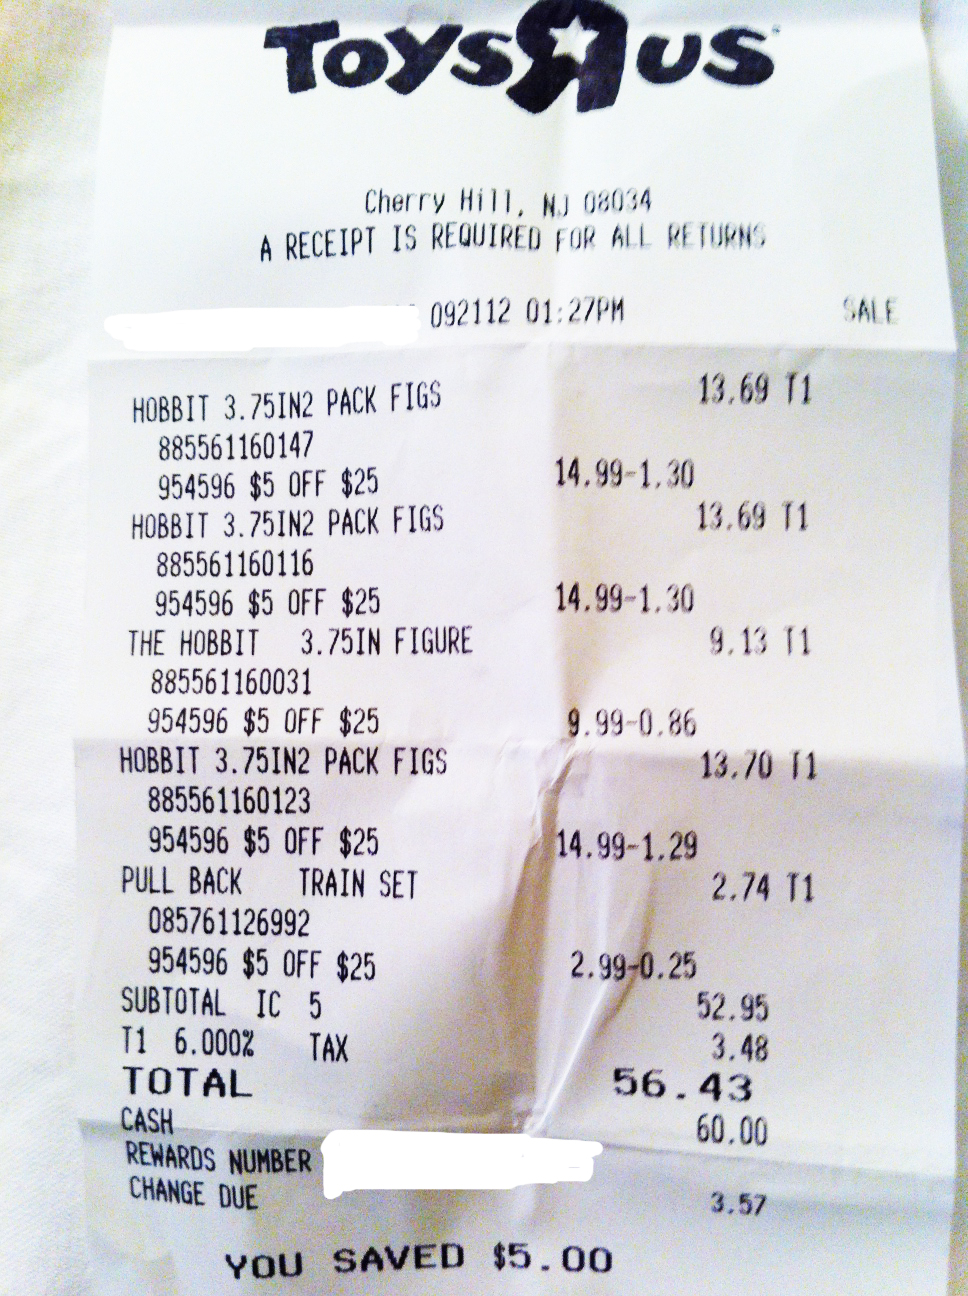 TOYSRUS
Cherry Hill, NJ 08034
A RECEIPT IS REQUIRED FOR ALL RETURNS
092112 01:27PM SALE
HOBBIT 3.75IN2 PACK FIGS 13.69 T1
885561160147
954596 $5 OFF $25 14.99-1.30
HOBBIT 3.75IN2 PACK FIGS 13.69 T1
885561160116
954596 $5 OFF $25 14.99-1.30
THE HOBBIT 3.75IN FIGURE 9.13 T1
885561160031
954596 $5 OFF $25 9.99-0.86
HOBBIT 3.75IN2 PACK FIGS 13.70 T1
885561160123
954596 $5 OFF $25 14.99-1.29
PULL BACK TRAIN SET 2.74 T1
085761126992
954596 $5 OFF $25 2.99-0.25
SUBTOTAL IC 5 52.95
T1 6.000% TAX 3.48
TOTAL 56.43
CASH 60.00
REWARDS NUMBER
CHANGE DUE 3.57
YOU SAVED $5.00